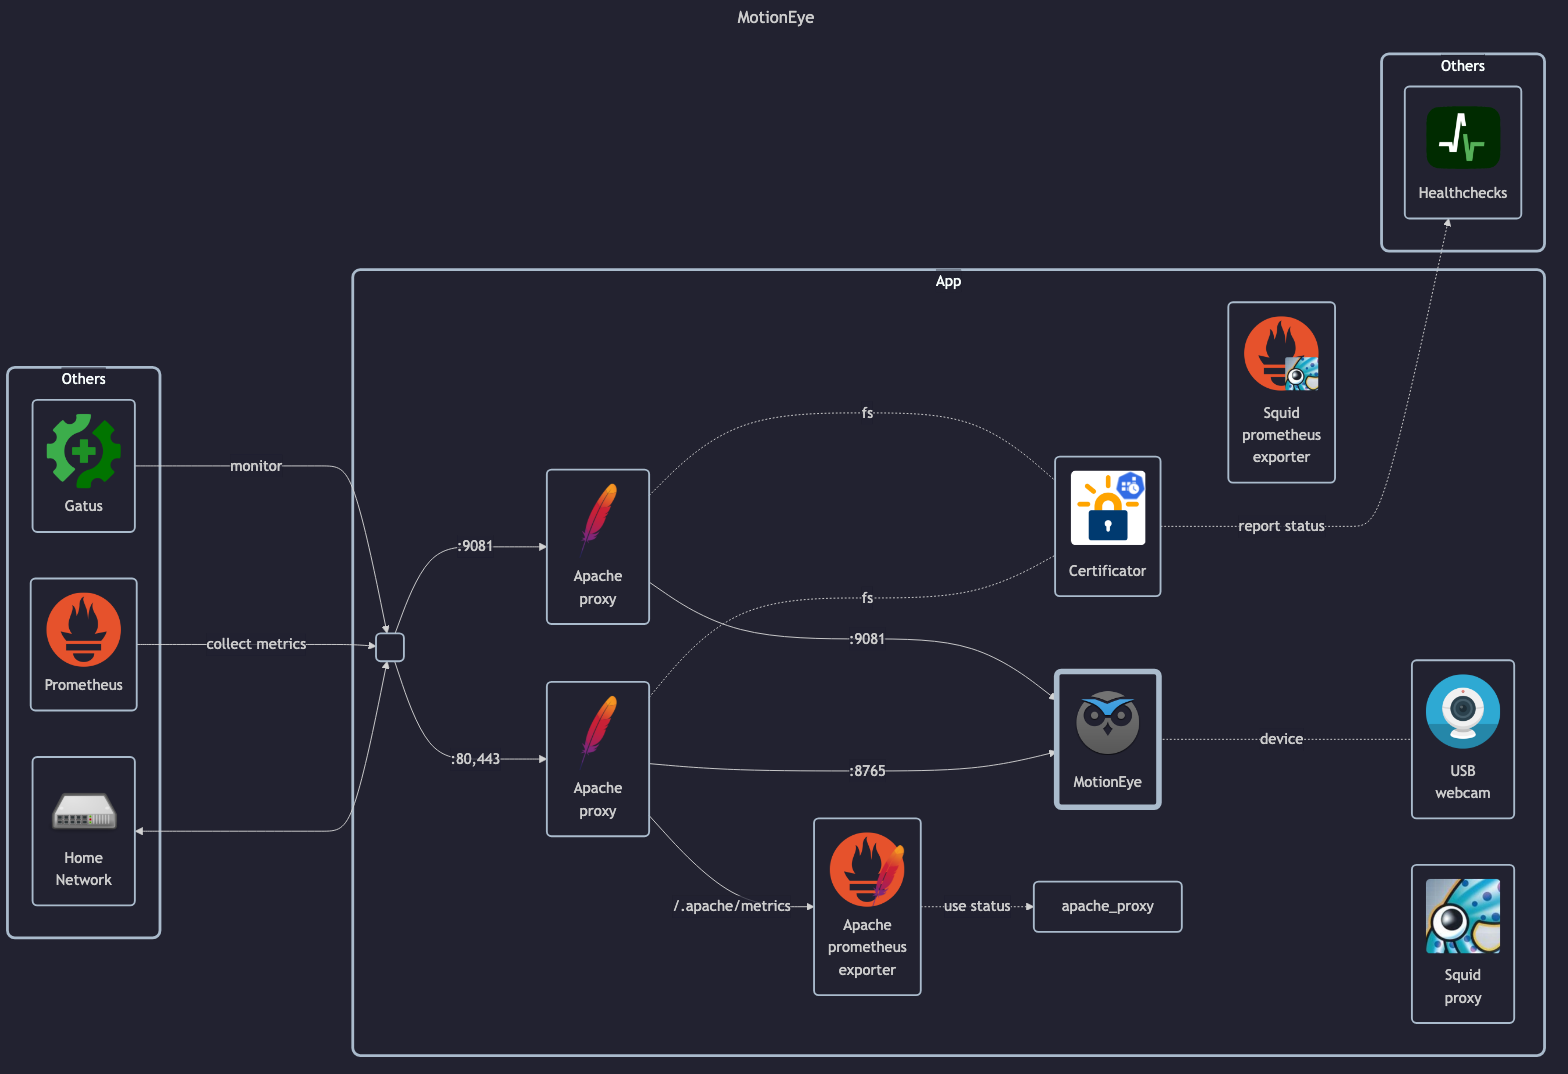 MotionEye
Others
Healthchecks
App
Others
Gatus
monitor
Prometheus
collect metrics
Home
Network
:9081
:80,443
Apache
proxy
Apache
proxy
fs
fs
:9081
:8765
/.apache/metrics
Apache
prometheus
exporter
use status
apache_proxy
Certificator
report status
MotionEye
device
Squid
prometheus
exporter
USB
webcam
Squid
proxy